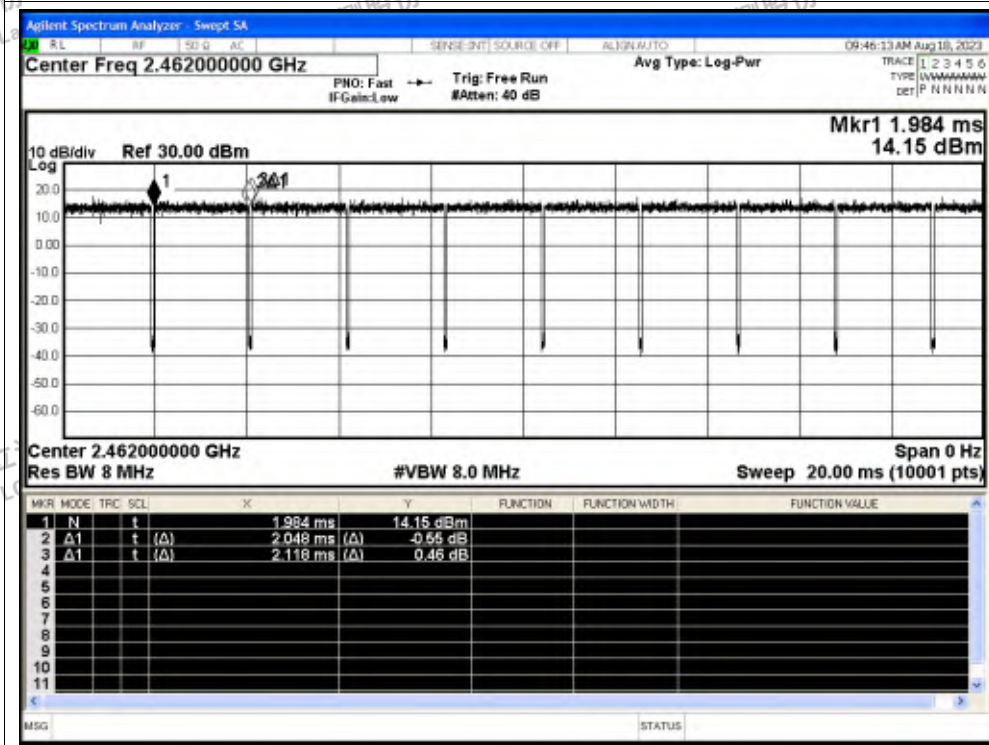 Agilent Spectrum Analyzer - Swept SA
RL RF 50 Ω AC SENSE:INT SOURCE OFF ALIGN AUTO 09:46:13 AM Aug 18, 2023
Center Freq 2.462000000 GHz
PNO: Fast
IFGain:Low
Trig: Free Run
#Atten: 40 dB
Avg Type: Log-Pwr
TRACE 1 2 3 4 5 6
TYPE
DET P N N N N N
Mkr1 1.984 ms
14.15 dBm
10 dB/div Ref 30.00 dBm
Log
1
3Δ1
20.0
10.0
0.00
-10.0
-20.0
-30.0
-40.0
-50.0
-60.0
Center 2.462000000 GHz Span 0 Hz
Res BW 8 MHz #VBW 8.0 MHz Sweep 20.00 ms (10001 pts)
MKR MODE TRC SCL X Y FUNCTION FUNCTION WIDTH FUNCTION VALUE
1 N t 1.984 ms 14.15 dBm
2 Δ1 t (Δ) 2.048 ms (Δ) -0.55 dB
3 Δ1 t (Δ) 2.118 ms (Δ) 0.46 dB
4
5
6
7
8
9
10
11
MSG STATUS